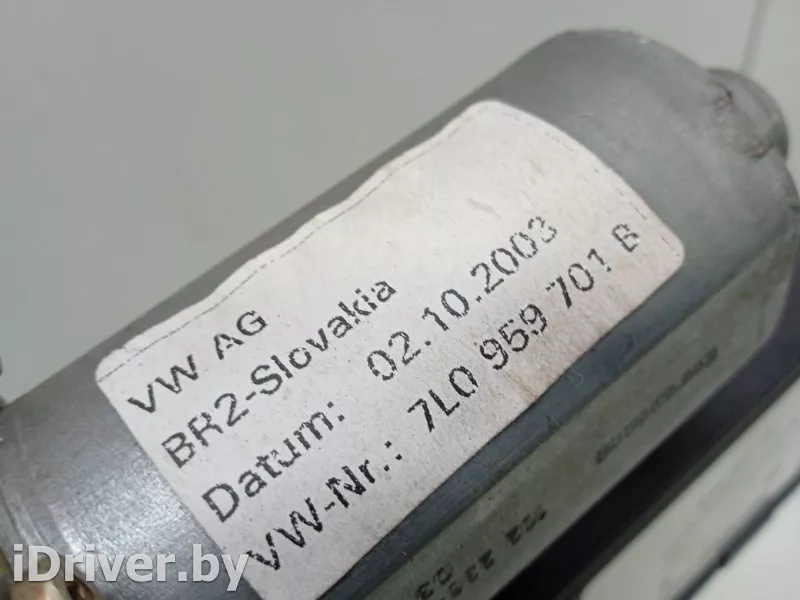 VW AG
BR2-Slovakia
Datum: 02.10.2003
VW-Nr.: 7L0 959 701 B
iDriver.by